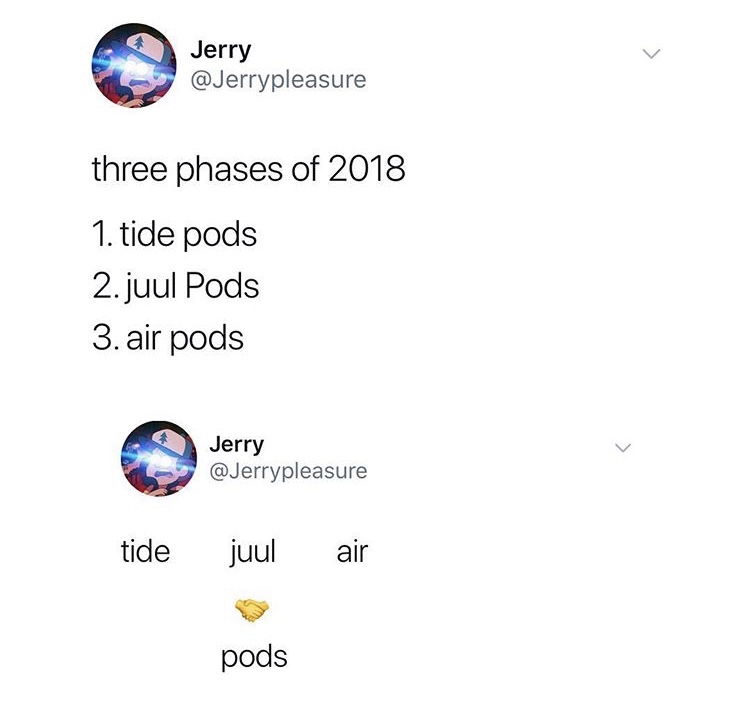 Jerry
@Jerrypleasure
three phases of 2018
1. tide pods
2. juul Pods
3. air pods
Jerry
@Jerrypleasure
tide juul air
🤝
pods